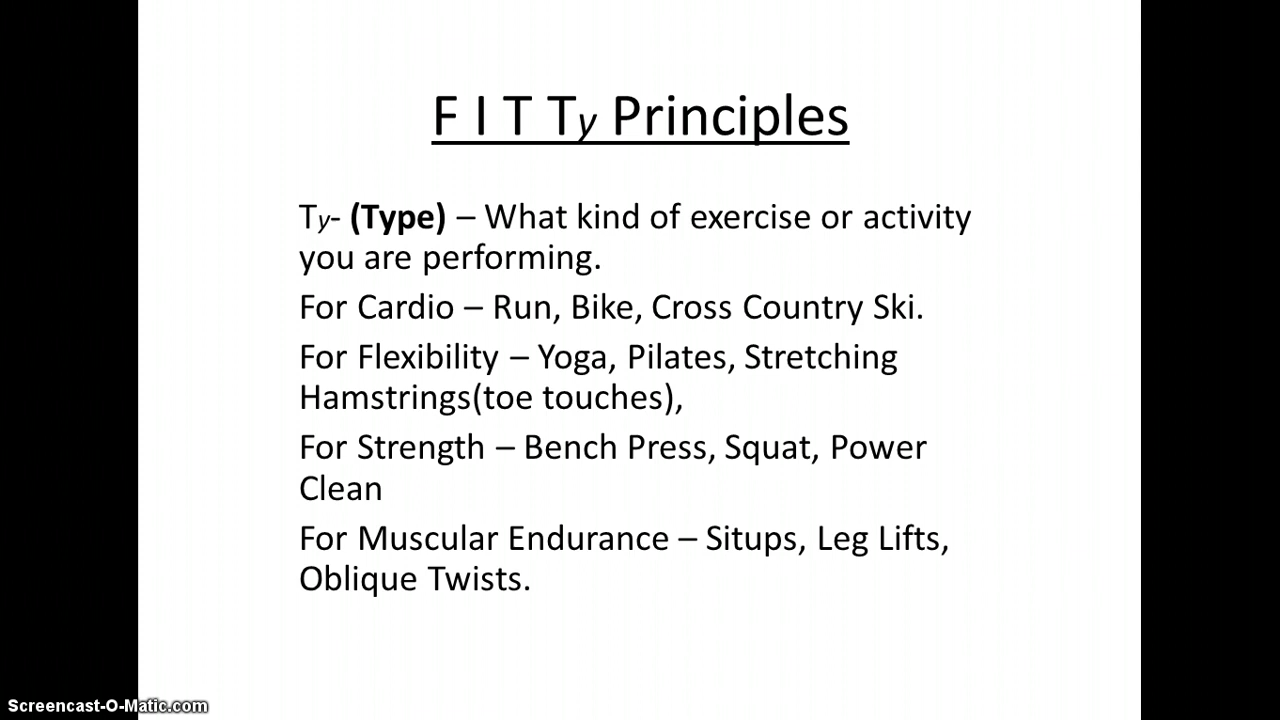 F I T Ty Principles
Ty- (Type) – What kind of exercise or activity
you are performing.
For Cardio – Run, Bike, Cross Country Ski.
For Flexibility – Yoga, Pilates, Stretching
Hamstrings(toe touches),
For Strength – Bench Press, Squat, Power
Clean
For Muscular Endurance – Situps, Leg Lifts,
Oblique Twists.
Screencast-O-Matic.com